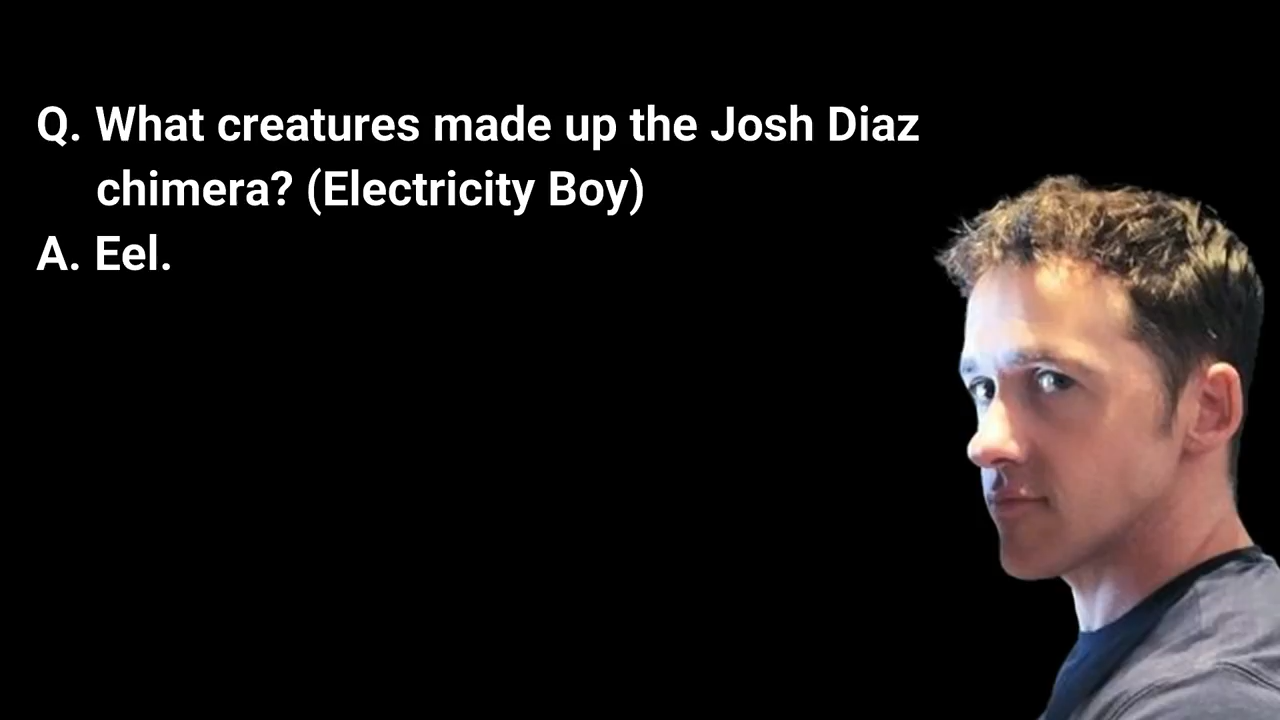 Q. What creatures made up the Josh Diaz
chimera? (Electricity Boy)
A. Eel.